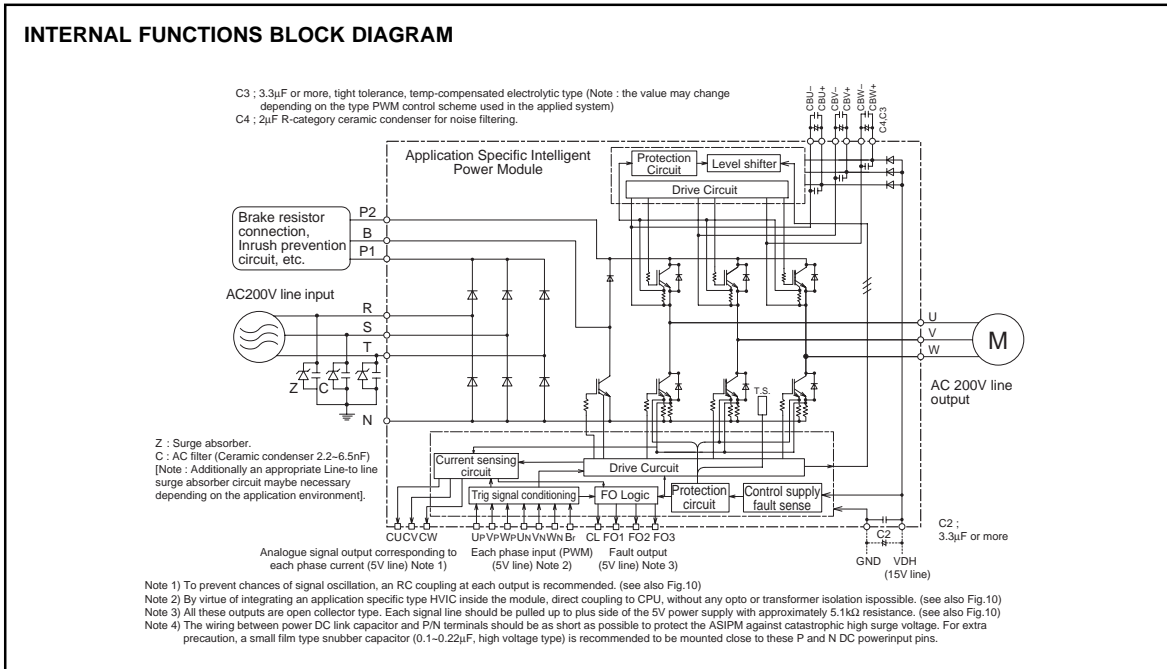 INTERNAL FUNCTIONS BLOCK DIAGRAM
C3 ; 3.3µF or more, tight tolerance, temp-compensated electrolytic type (Note : the value may change
depending on the type PWM control scheme used in the applied system)
C4 ; 2µF R-category ceramic condenser for noise filtering.
CBU–
CBU+
CBV–
CBV+
CBW–
CBW+
C4,C3
Application Specific Intelligent
Power Module
Protection
Circuit
Level shifter
Drive Circuit
Brake resistor
connection,
Inrush prevention
circuit, etc.
P2
B
P1
AC200V line input
R
S
T
Z
C
N
U
V
W
M
AC 200V line
output
T.S.
Z : Surge absorber.
C : AC filter (Ceramic condenser 2.2~6.5nF)
[Note : Additionally an appropriate Line-to line
surge absorber circuit maybe necessary
depending on the application environment].
Current sensing
circuit
Drive Curcuit
Trig signal conditioning
FO Logic
Protection
circuit
Control supply
fault sense
CU CV CW
UP VP WP UN VN WN Br
CL FO1 FO2 FO3
Analogue signal output corresponding to
each phase current (5V line) Note 1)
Each phase input (PWM)
(5V line) Note 2)
Fault output
(5V line) Note 3)
C2
GND
VDH
(15V line)
C2 ;
3.3µF or more
Note 1) To prevent chances of signal oscillation, an RC coupling at each output is recommended. (see also Fig.10)
Note 2) By virtue of integrating an application specific type HVIC inside the module, direct coupling to CPU, without any opto or transformer isolation ispossible. (see also Fig.10)
Note 3) All these outputs are open collector type. Each signal line should be pulled up to plus side of the 5V power supply with approximately 5.1kΩ resistance. (see also Fig.10)
Note 4) The wiring between power DC link capacitor and P/N terminals should be as short as possible to protect the ASIPM against catastrophic high surge voltage. For extra
precaution, a small film type snubber capacitor (0.1~0.22µF, high voltage type) is recommended to be mounted close to these P and N DC powerinput pins.